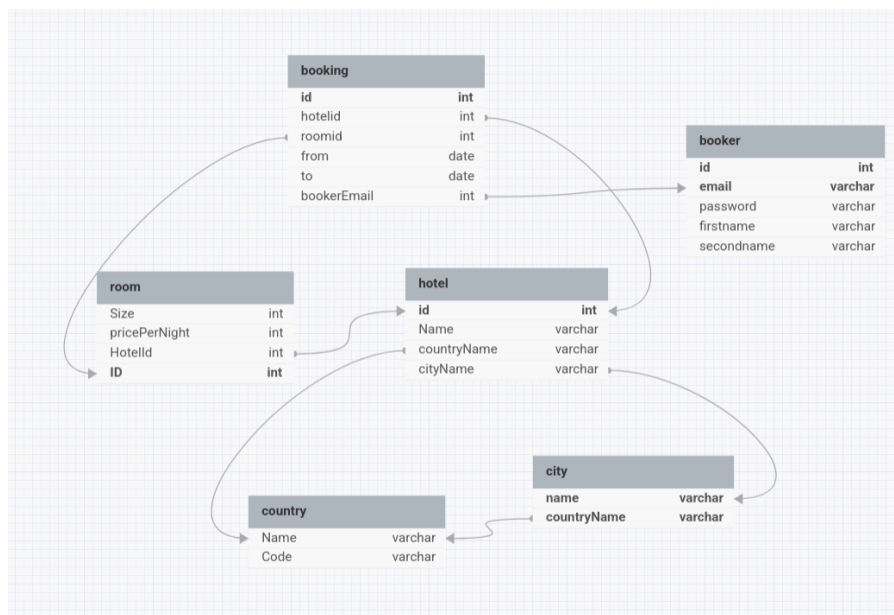 booking
id int
hotelid int
roomid int
from date
to date
bookerEmail int
booker
id int
email varchar
password varchar
firstname varchar
secondname varchar
room
Size int
pricePerNight int
HotelId int
ID int
hotel
id int
Name varchar
countryName varchar
cityName varchar
city
name varchar
countryName varchar
country
Name varchar
Code varchar